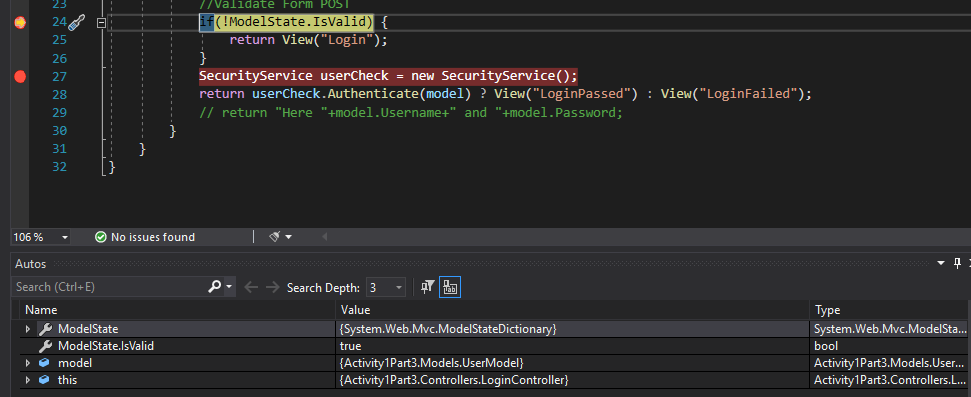 23 //Validate Form POST
24 if(!ModelState.IsValid) {
25 return View("Login");
26 }
27 SecurityService userCheck = new SecurityService();
28 return userCheck.Authenticate(model) ? View("LoginPassed") : View("LoginFailed");
29 // return "Here "+model.Username+" and "+model.Password;
30 }
31 }
32 }
106 % No issues found
Autos
Search (Ctrl+E) Search Depth: 3
Name Value Type
ModelState {System.Web.Mvc.ModelStateDictionary} System.Web.Mvc.ModelSta...
ModelState.IsValid true bool
model {Activity1Part3.Models.UserModel} Activity1Part3.Models.User...
this {Activity1Part3.Controllers.LoginController} Activity1Part3.Controllers.L...